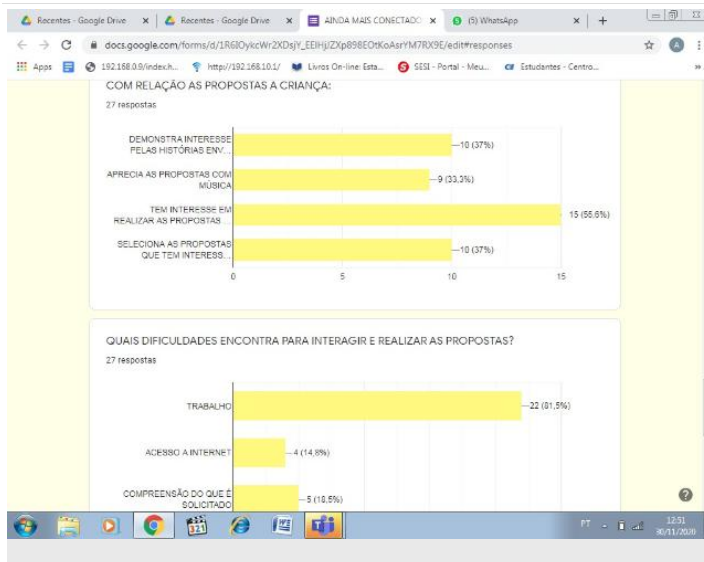 Recentes - Google Drive
Recentes - Google Drive
AINDA MAIS CONECTADO
(5) WhatsApp
docs.google.com/forms/d/1R6IOykcWr2XDsjY_EEIHj/ZXp898EOtKoAsrYM7RX9E/edit#responses
A
Apps
192.168.0.9/index.h...
http://192.168.10.1/
Livros On-line: Esta...
SESI - Portal - Meu...
Estudantes - Centro...
COM RELAÇÃO AS PROPOSTAS A CRIANÇA:
27 respostas
DEMONSTRA INTERESSE
PELAS HISTÓRIAS ENV...
10 (37%)
APRECIA AS PROPOSTAS COM
MÚSICA
9 (33,3%)
TEM INTERESSE EM
REALIZAR AS PROPOSTAS ...
15 (55,6%)
SELECIONA AS PROPOSTAS
QUE TEM INTERESS...
10 (37%)
0 5 10 15
QUAIS DIFICULDADES ENCONTRA PARA INTERAGIR E REALIZAR AS PROPOSTAS?
27 respostas
TRABALHO
22 (81,5%)
ACESSO A INTERNET
4 (14,8%)
COMPREENSÃO DO QUE É
SOLICITADO
5 (18,5%)
321
PT
12:51
30/11/2020